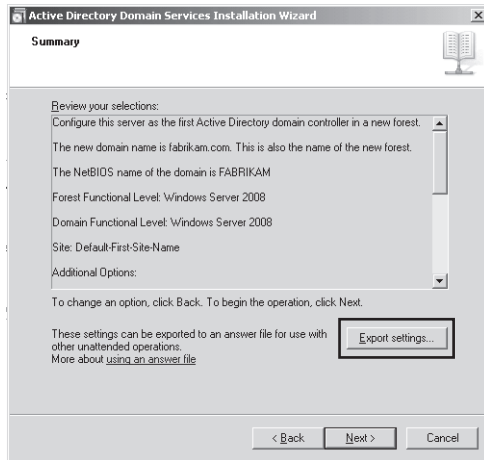 Active Directory Domain Services Installation Wizard
Summary
Review your selections:
Configure this server as the first Active Directory domain controller in a new forest.
The new domain name is fabrikam.com. This is also the name of the new forest.
The NetBIOS name of the domain is FABRIKAM
Forest Functional Level: Windows Server 2008
Domain Functional Level: Windows Server 2008
Site: Default-First-Site-Name
Additional Options:
To change an option, click Back. To begin the operation, click Next.
These settings can be exported to an answer file for use with
other unattended operations.
More about using an answer file
Export settings...
< Back
Next >
Cancel